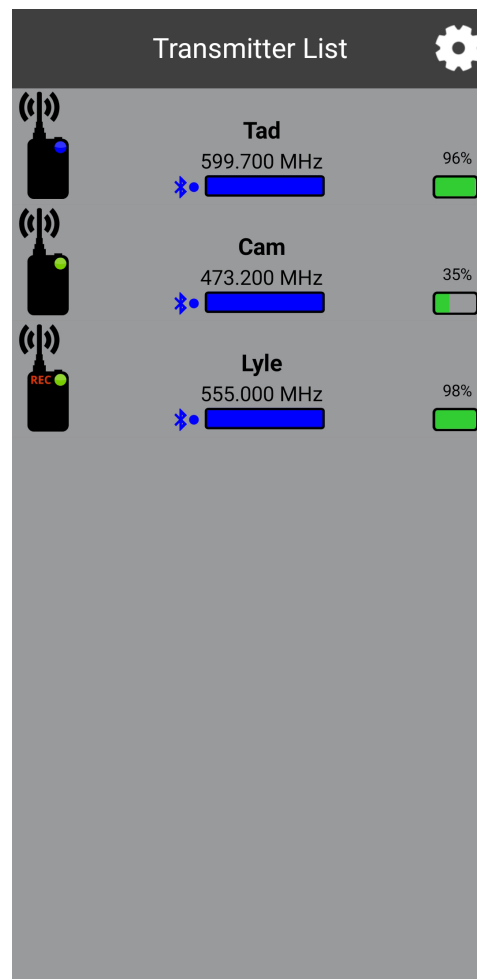 Transmitter List
Tad
599.700 MHz
96%
Cam
473.200 MHz
35%
Lyle
REC
555.000 MHz
98%